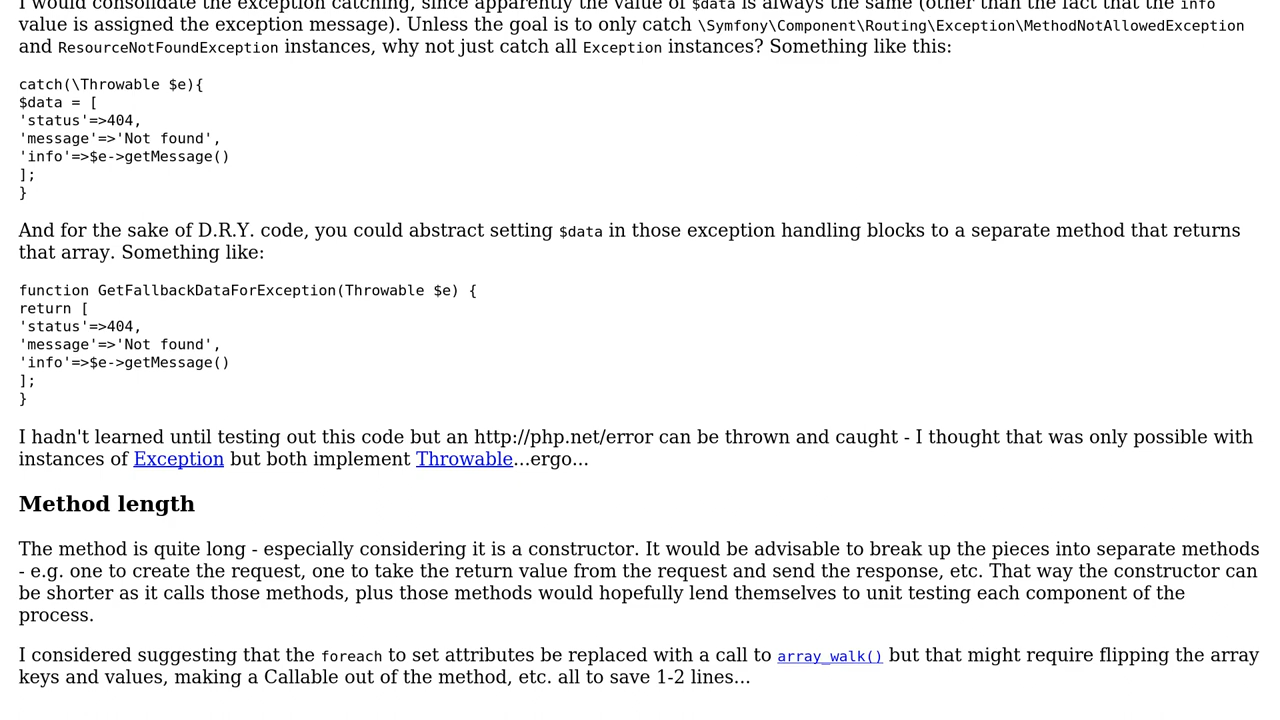 I would consolidate the exception catching, since apparently the value of $data is always the same (other than the fact that the info
value is assigned the exception message). Unless the goal is to only catch \Symfony\Component\Routing\Exception\MethodNotAllowedException
and ResourceNotFoundException instances, why not just catch all Exception instances? Something like this:
catch(\Throwable $e){
$data = [
'status'=>404,
'message'=>'Not found',
'info'=>$e->getMessage()
];
}
And for the sake of D.R.Y. code, you could abstract setting $data in those exception handling blocks to a separate method that returns
that array. Something like:
function GetFallbackDataForException(Throwable $e) {
return [
'status'=>404,
'message'=>'Not found',
'info'=>$e->getMessage()
];
}
I hadn't learned until testing out this code but an http://php.net/error can be thrown and caught - I thought that was only possible with
instances of Exception but both implement Throwable...ergo...
Method length
The method is quite long - especially considering it is a constructor. It would be advisable to break up the pieces into separate methods
- e.g. one to create the request, one to take the return value from the request and send the response, etc. That way the constructor can
be shorter as it calls those methods, plus those methods would hopefully lend themselves to unit testing each component of the
process.
I considered suggesting that the foreach to set attributes be replaced with a call to array_walk() but that might require flipping the array
keys and values, making a Callable out of the method, etc. all to save 1-2 lines...